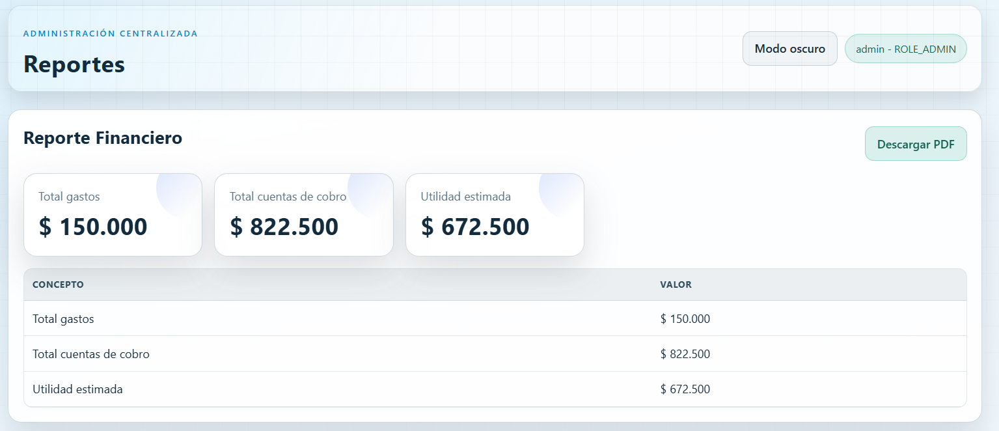 ADMINISTRACIÓN CENTRALIZADA
Reportes
Modo oscuro
admin - ROLE_ADMIN
Reporte Financiero
Descargar PDF
Total gastos
$ 150.000
Total cuentas de cobro
$ 822.500
Utilidad estimada
$ 672.500
CONCEPTO VALOR
Total gastos $ 150.000
Total cuentas de cobro $ 822.500
Utilidad estimada $ 672.500